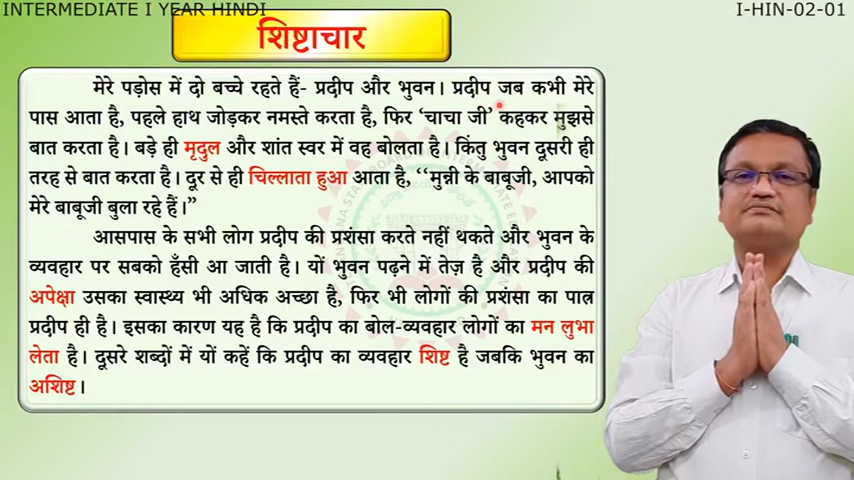 INTERMEDIATE I YEAR HINDI
I-HIN-02-01
शिष्टाचार
मेरे पड़ोस में दो बच्चे रहते हैं- प्रदीप और भुवन। प्रदीप जब कभी मेरे
पास आता है, पहले हाथ जोड़कर नमस्ते करता है, फिर ‘चाचा जी’ कहकर मुझसे
बात करता है। बड़े ही मृदुल और शांत स्वर में वह बोलता है। किंतु भुवन दूसरी ही
तरह से बात करता है। दूर से ही चिल्लाता हुआ आता है, ‘‘मुन्नी के बाबूजी, आपको
मेरे बाबूजी बुला रहे हैं।”
आसपास के सभी लोग प्रदीप की प्रशंसा करते नहीं थकते और भुवन के
व्यवहार पर सबको हँसी आ जाती है। यों भुवन पढ़ने में तेज़ है और प्रदीप की
अपेक्षा उसका स्वास्थ्य भी अधिक अच्छा है, फिर भी लोगों की प्रशंसा का पात्र
प्रदीप ही है। इसका कारण यह है कि प्रदीप का बोल-व्यवहार लोगों का मन लुभा
लेता है। दूसरे शब्दों में यों कहें कि प्रदीप का व्यवहार शिष्ट है जबकि भुवन का
अशिष्ट।